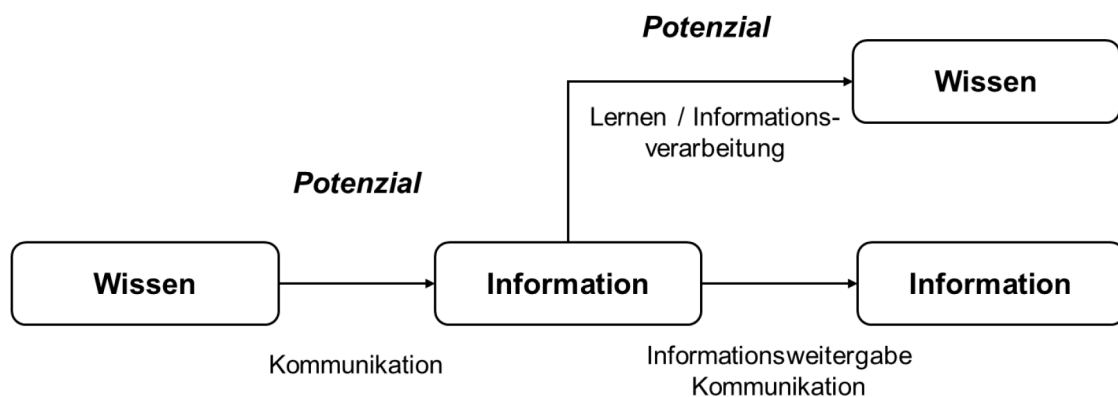 Potenzial
Wissen
Lernen / Informations-
verarbeitung
Potenzial
Wissen
Information
Information
Kommunikation
Informationsweitergabe
Kommunikation